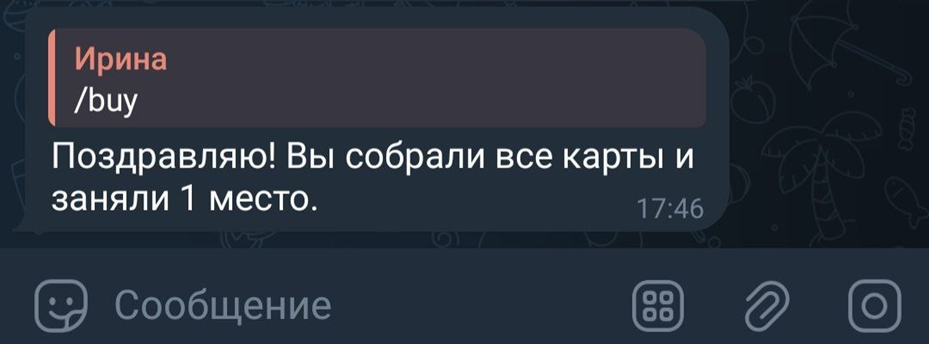 Ирина
/buy
Поздравляю! Вы собрали все карты и
заняли 1 место.
17:46
Сообщение